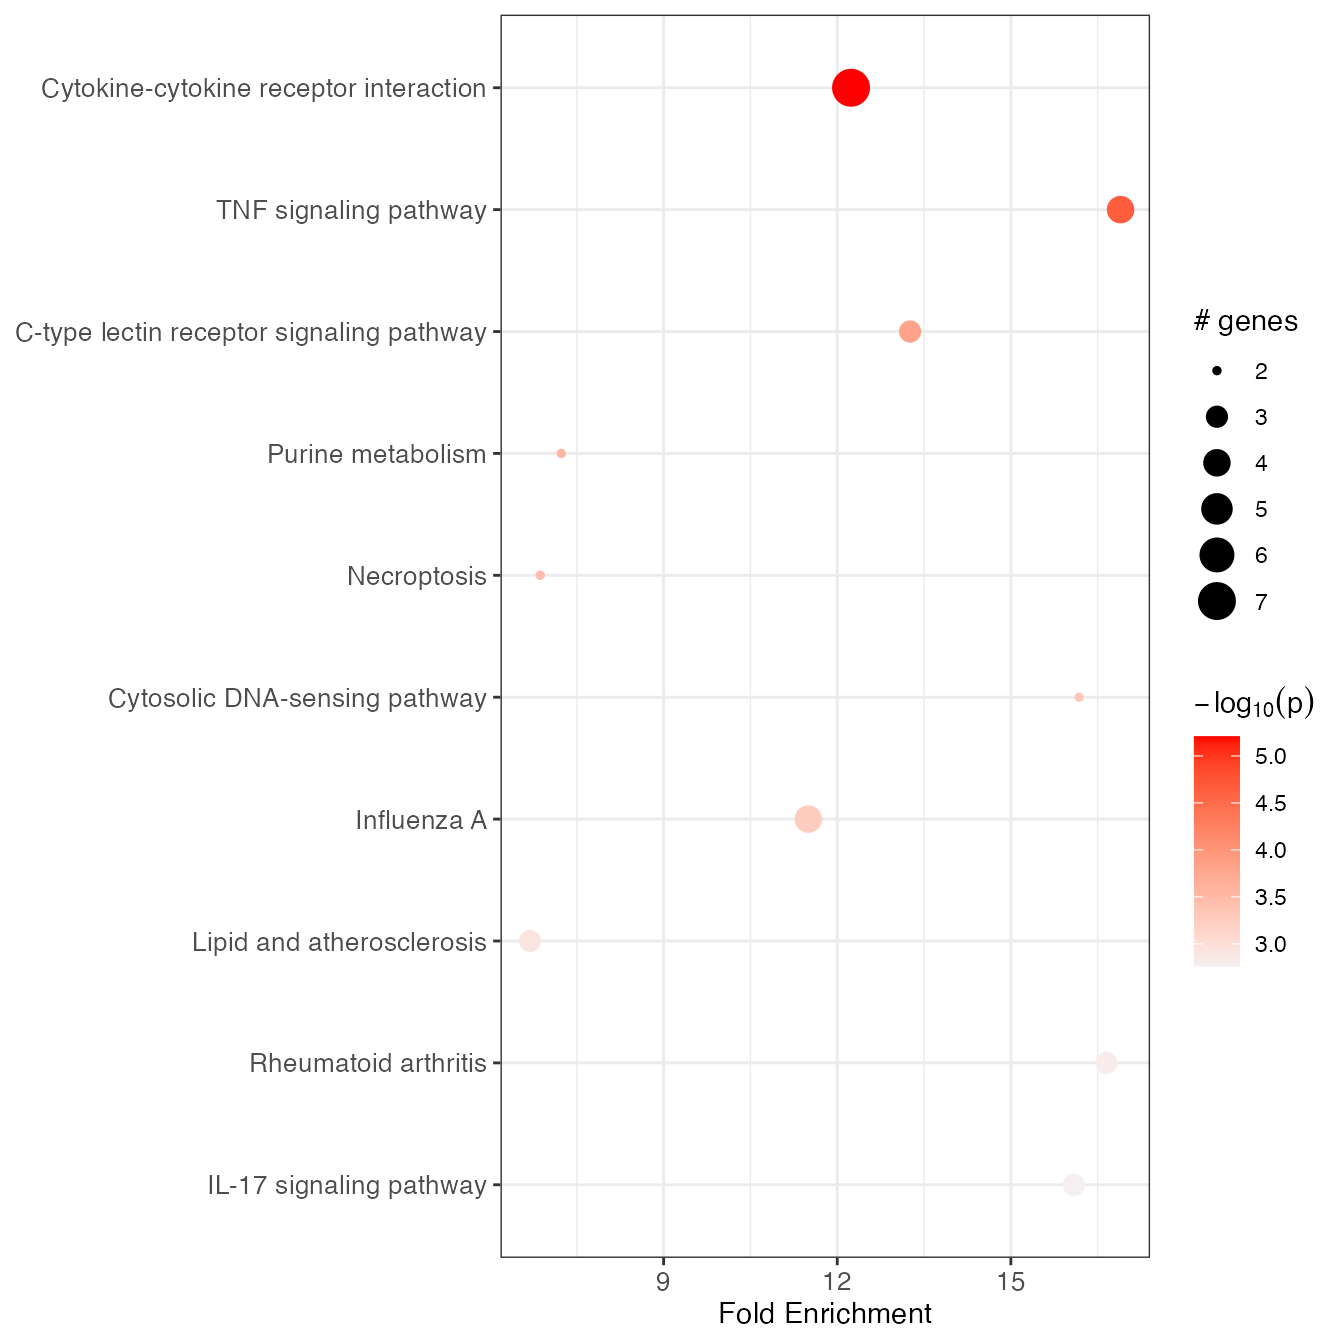 Cytokine-cytokine receptor interaction
TNF signaling pathway
C-type lectin receptor signaling pathway
Purine metabolism
Necroptosis
Cytosolic DNA-sensing pathway
Influenza A
Lipid and atherosclerosis
Rheumatoid arthritis
IL-17 signaling pathway
9 12 15
Fold Enrichment
# genes
2
3
4
5
6
7
−log₁₀(p)
5.0
4.5
4.0
3.5
3.0